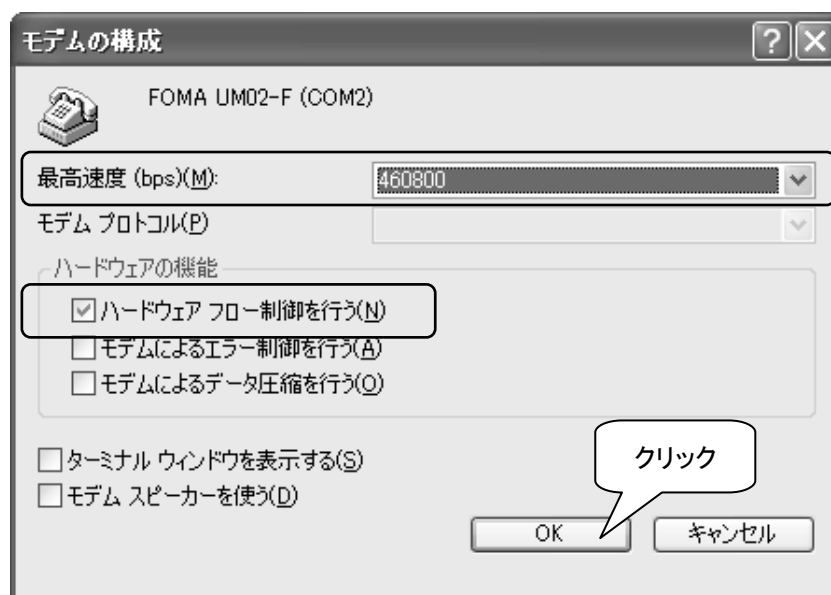 モデムの構成
FOMA UM02-F (COM2)
最高速度 (bps)(M): 460800
モデム プロトコル(P)
ハードウェアの機能
ハードウェア フロー制御を行う(N)
モデムによるエラー制御を行う(A)
モデムによるデータ圧縮を行う(O)
ターミナル ウィンドウを表示する(S)
モデム スピーカーを使う(D)
クリック
OK キャンセル